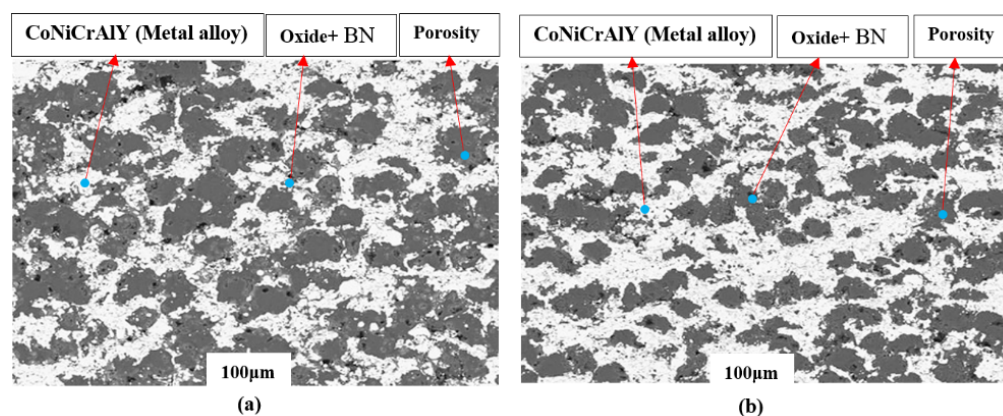 CoNiCrAlY (Metal alloy)
Oxide+ BN
Porosity
CoNiCrAlY (Metal alloy)
Oxide+ BN
Porosity
100μm
100μm
(a)
(b)